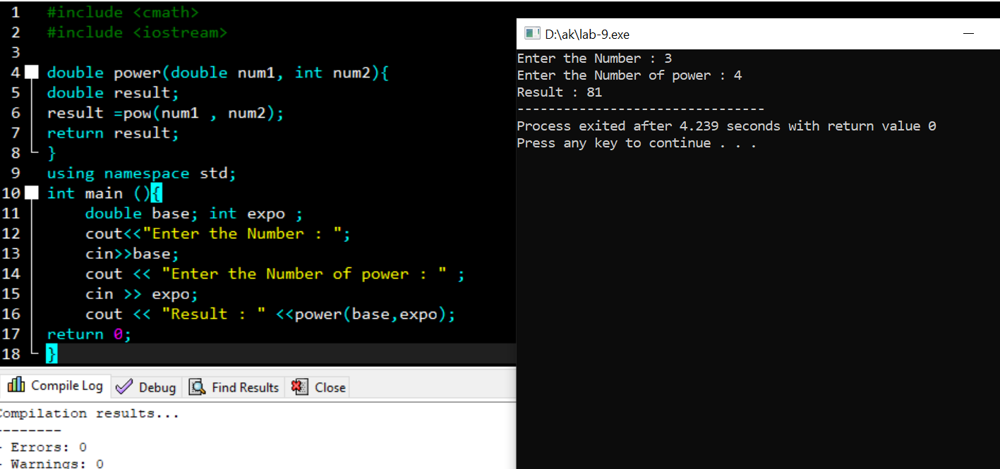 1 #include <cmath>
2 #include <iostream>
3
4 double power(double num1, int num2){
5 double result;
6 result =pow(num1 , num2);
7 return result;
8 }
9 using namespace std;
10 int main (){
11 double base; int expo ;
12 cout<<"Enter the Number : ";
13 cin>>base;
14 cout << "Enter the Number of power : " ;
15 cin >> expo;
16 cout << "Result : " <<power(base,expo);
17 return 0;
18 }
Compile Log Debug Find Results Close
Compilation results...
--------
- Errors: 0
- Warnings: 0
D:\ak\lab-9.exe
Enter the Number : 3
Enter the Number of power : 4
Result : 81
--------------------------------
Process exited after 4.239 seconds with return value 0
Press any key to continue . . .